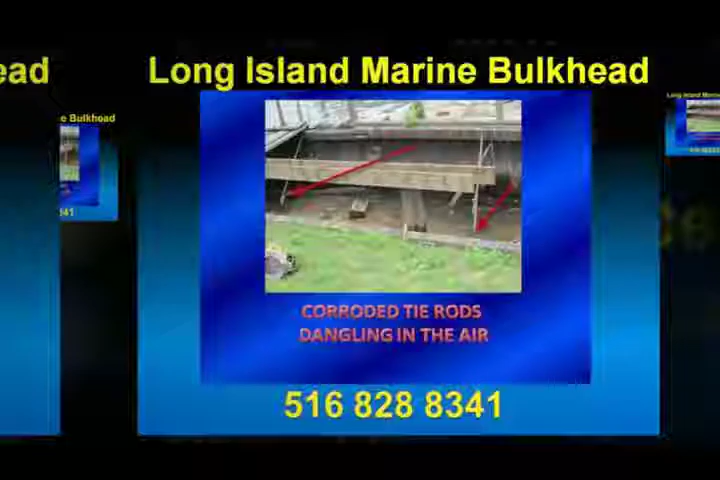 Long Island Marine Bulkhead
CORRODED TIE RODS
DANGLING IN THE AIR
516 828 8341
ead
e Bulkhead
341